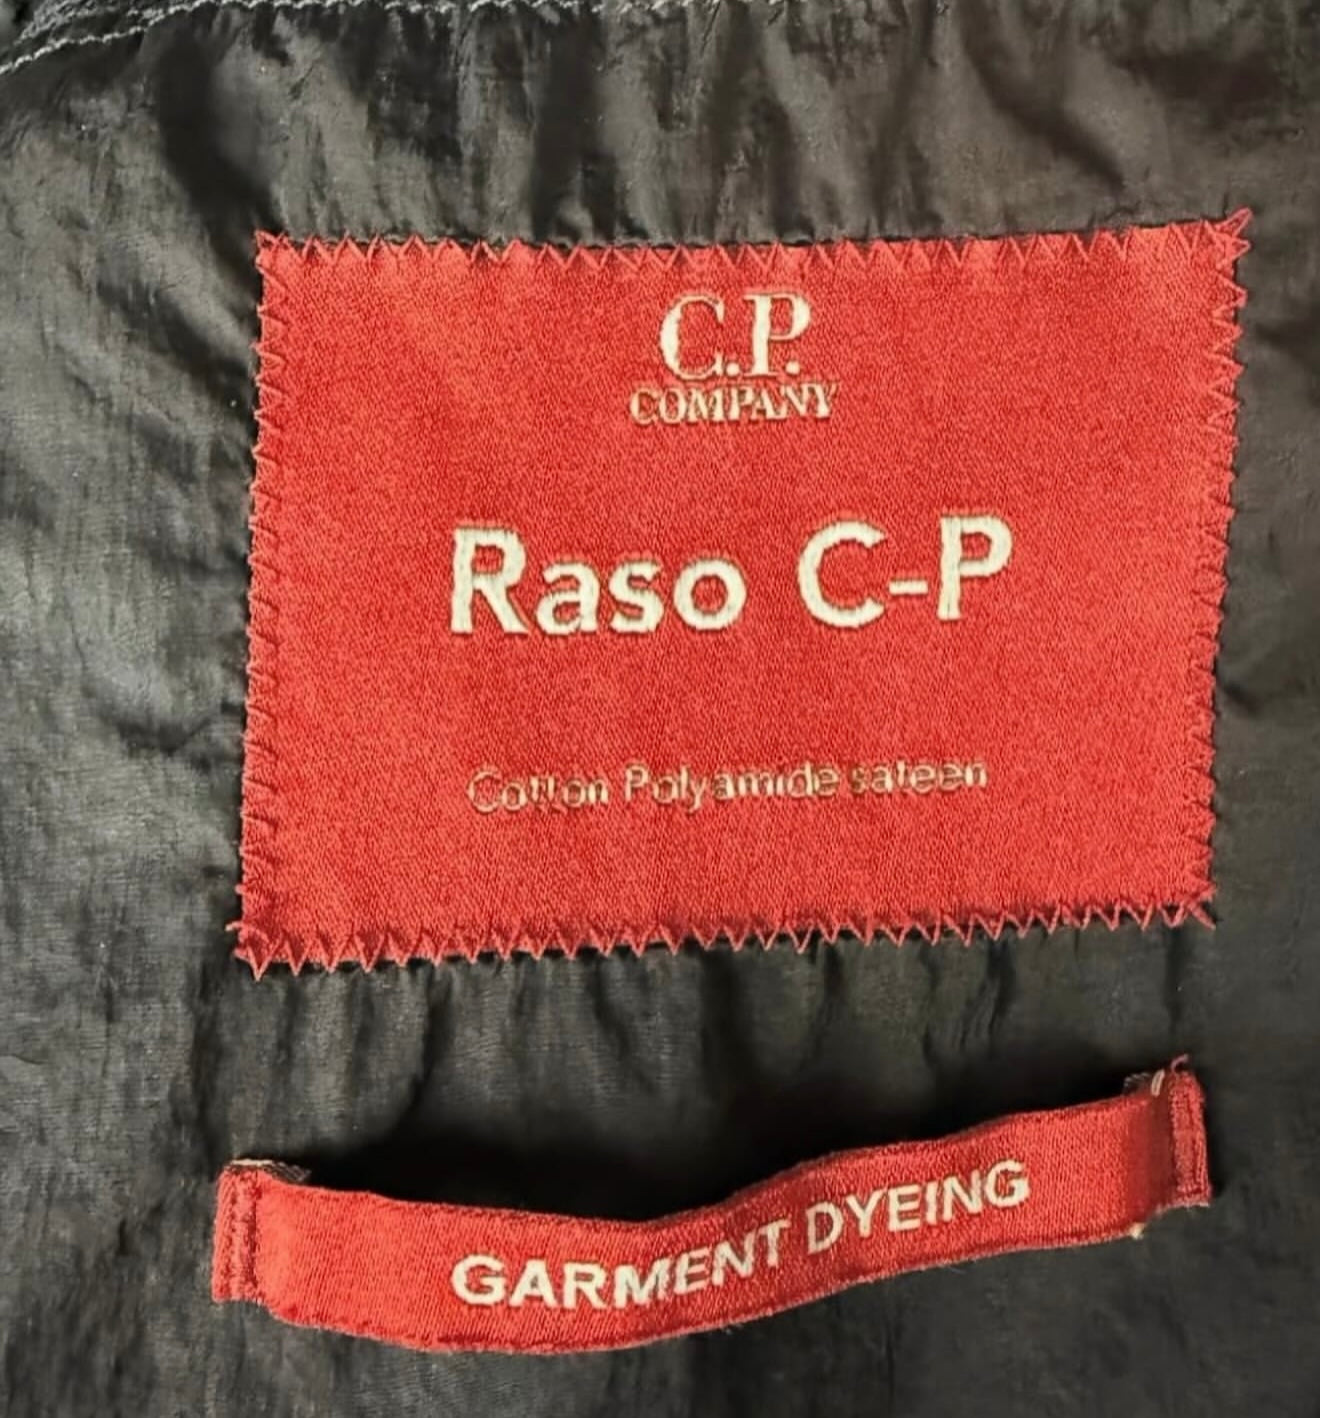 C.P.
COMPANY
Raso C-P
Cotton Polyamide sateen
GARMENT DYEING